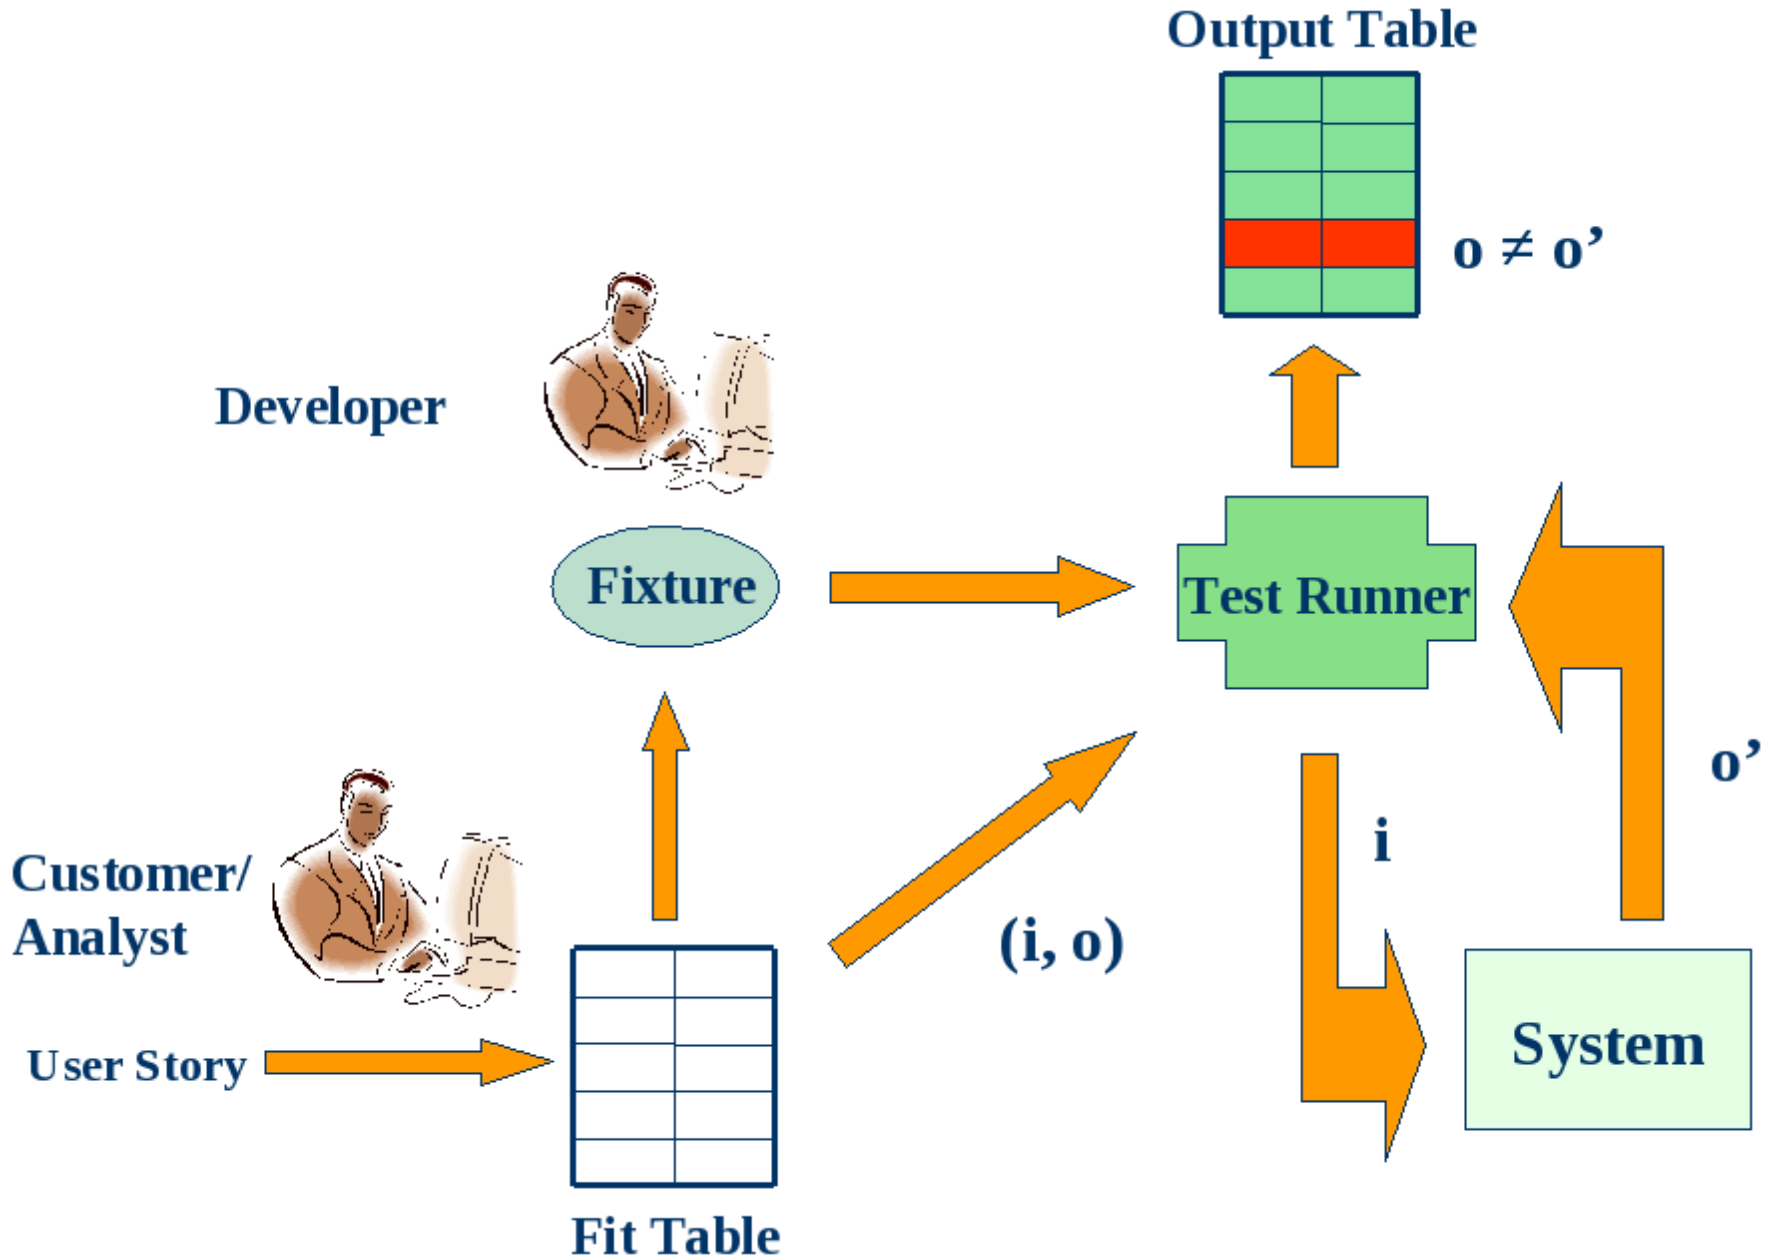 Output Table
o ≠ o’
Developer
Fixture
Test Runner
o’
i
Customer/
Analyst
(i, o)
User Story
System
Fit Table